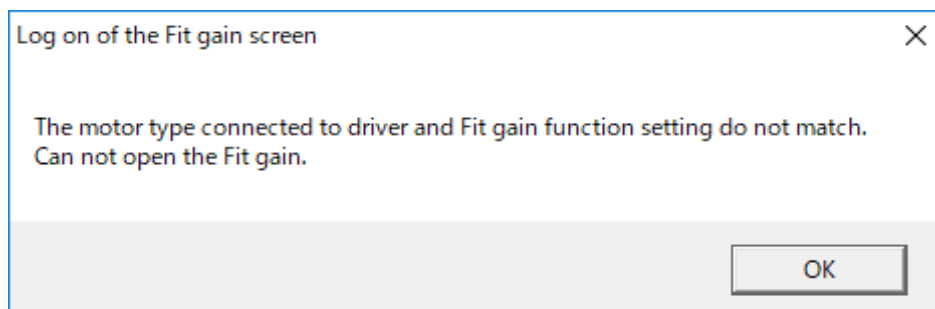 Log on of the Fit gain screen
The motor type connected to driver and Fit gain function setting do not match.
Can not open the Fit gain.
OK